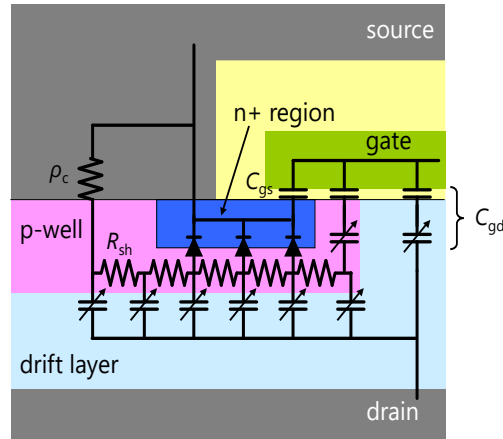 source
n+ region
gate
ρc
Cgs
p-well
Rsh
Cgd
drift layer
drain